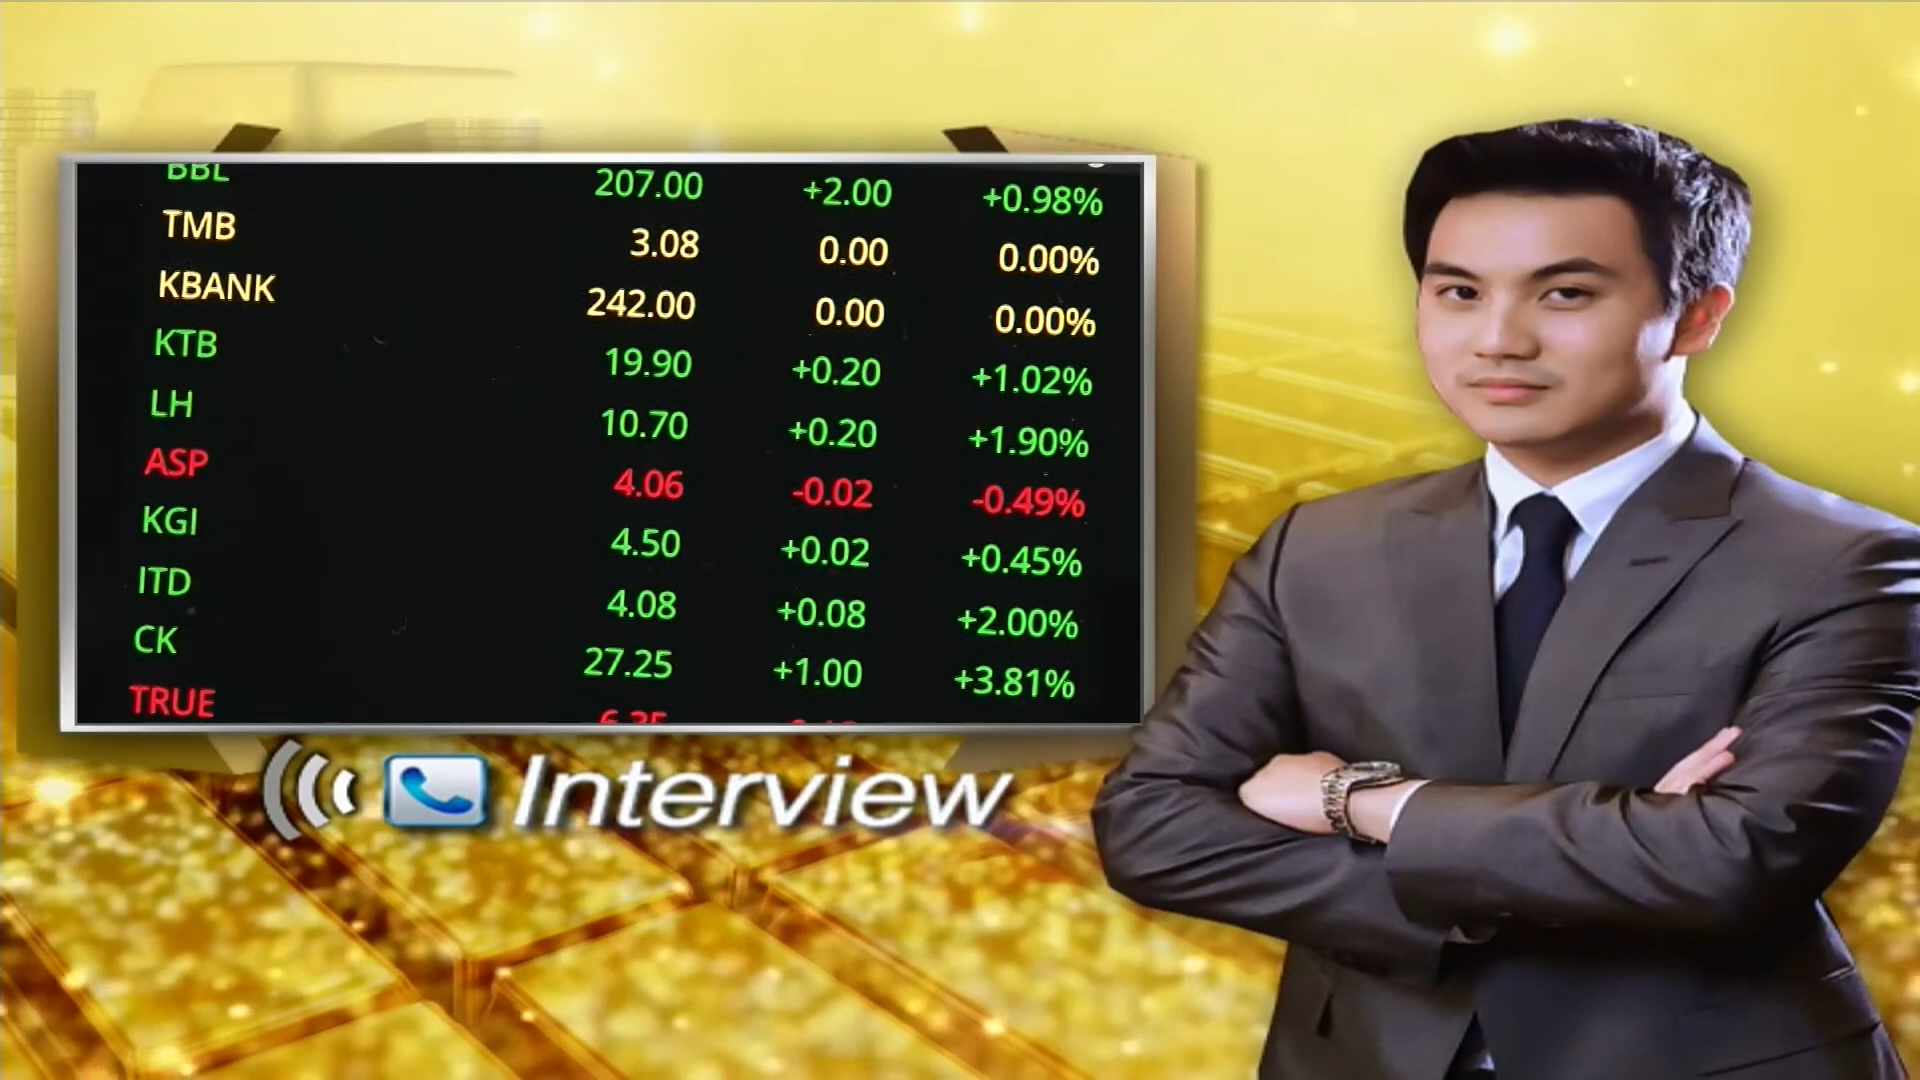 BBL 207.00 +2.00 +0.98%
TMB 3.08 0.00 0.00%
KBANK 242.00 0.00 0.00%
KTB 19.90 +0.20 +1.02%
LH 10.70 +0.20 +1.90%
ASP 4.06 -0.02 -0.49%
KGI 4.50 +0.02 +0.45%
ITD 4.08 +0.08 +2.00%
CK 27.25 +1.00 +3.81%
TRUE
Interview